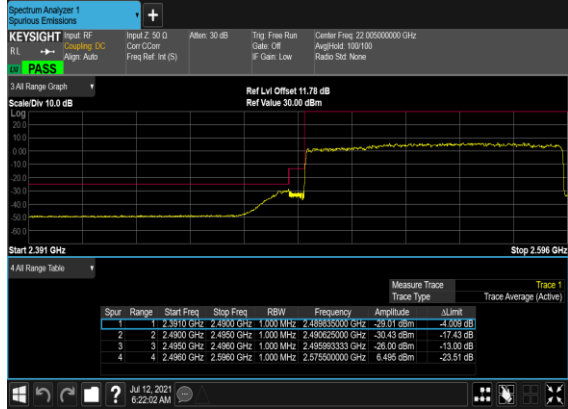 Spectrum Analyzer 1
Spurious Emissions
KEYSIGHT Input: RF Input Z: 50 Ω Atten: 30 dB Trig: Free Run Center Freq: 22.005000000 GHz
RL Coupling: DC Corr CCorr Gate: Off Avg|Hold: 100/100
Align: Auto Freq Ref: Int (S) IF Gain: Low Radio Std: None
PASS
3 All Range Graph
Ref Lvl Offset 11.78 dB
Scale/Div 10.0 dB Ref Value 30.00 dBm
Log
20.0
10.0
0.00
-10.0
-20.0
-30.0
-40.0
-50.0
-60.0
Start 2.391 GHz Stop 2.596 GHz
4 All Range Table
Measure Trace Trace 1
Trace Type Trace Average (Active)
Spur Range Start Freq Stop Freq RBW Frequency Amplitude ΔLimit
1 1 2.3910 GHz 2.4900 GHz 1.000 MHz 2.489835000 GHz -29.01 dBm -4.009 dB
2 2 2.4900 GHz 2.4950 GHz 1.000 MHz 2.490625000 GHz -30.43 dBm -17.43 dB
3 3 2.4950 GHz 2.4960 GHz 1.000 MHz 2.495993333 GHz -26.00 dBm -13.00 dB
4 4 2.4960 GHz 2.5960 GHz 1.000 MHz 2.575500000 GHz 6.495 dBm -23.51 dB
? Jul 12, 2021
6:22:02 AM